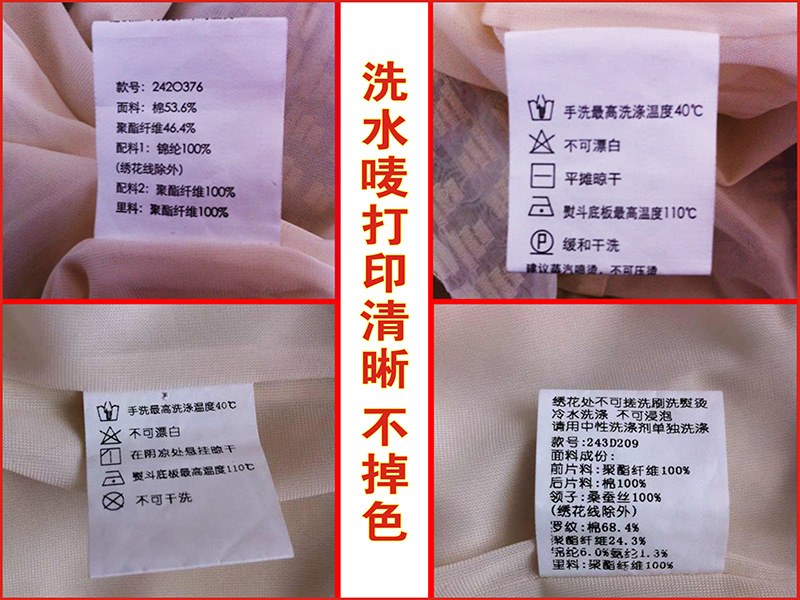 款号：242O376
面料：棉53.6%
聚酯纤维46.4%
配料1：锦纶100%
(绣花线除外)
配料2：聚酯纤维100%
里料：聚酯纤维100%
洗水唛打印清晰 不掉色
手洗最高洗涤温度40℃
不可漂白
平摊晾干
熨斗底板最高温度110℃
P
缓和干洗
建议蒸汽喷烫，不可压烫
手洗最高洗涤温度40℃
不可漂白
在阴凉处悬挂晾干
熨斗底板最高温度110℃
不可干洗
绣花处不可搓洗刷洗熨烫
冷水洗涤 不可浸泡
请用中性洗涤剂单独洗涤
款号:243D209
面料成份:
前片料:聚酯纤维100%
后片料:棉100%
领子:桑蚕丝100%
(绣花线除外)
罗纹:棉68.4%
聚酯纤维24.3%
锦纶6.0%氨纶1.3%
里料:聚酯纤维100%